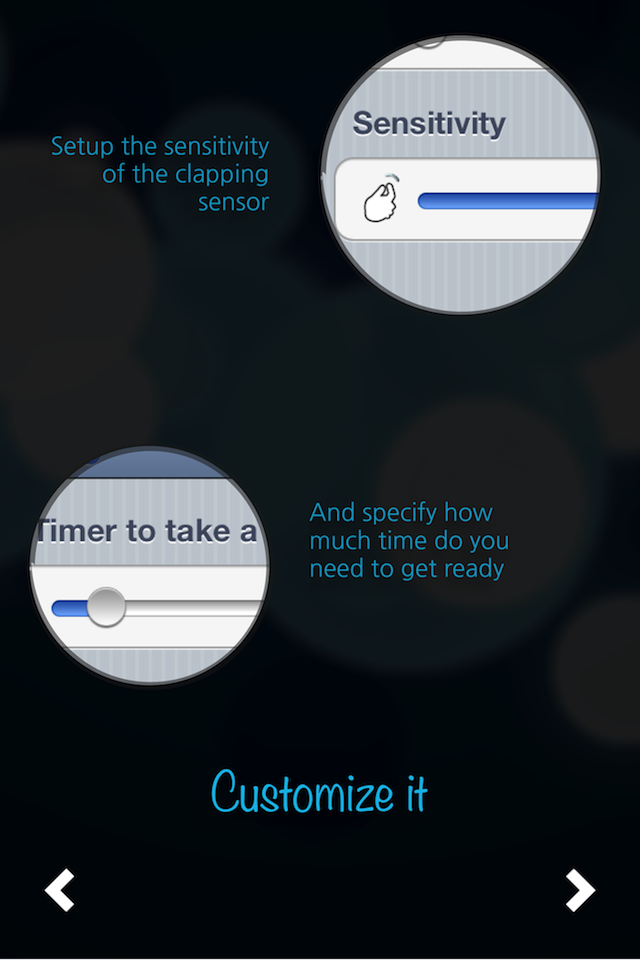 Setup the sensitivity
of the clapping
sensor
Sensitivity
Timer to take a
And specify how
much time do you
need to get ready
Customize it